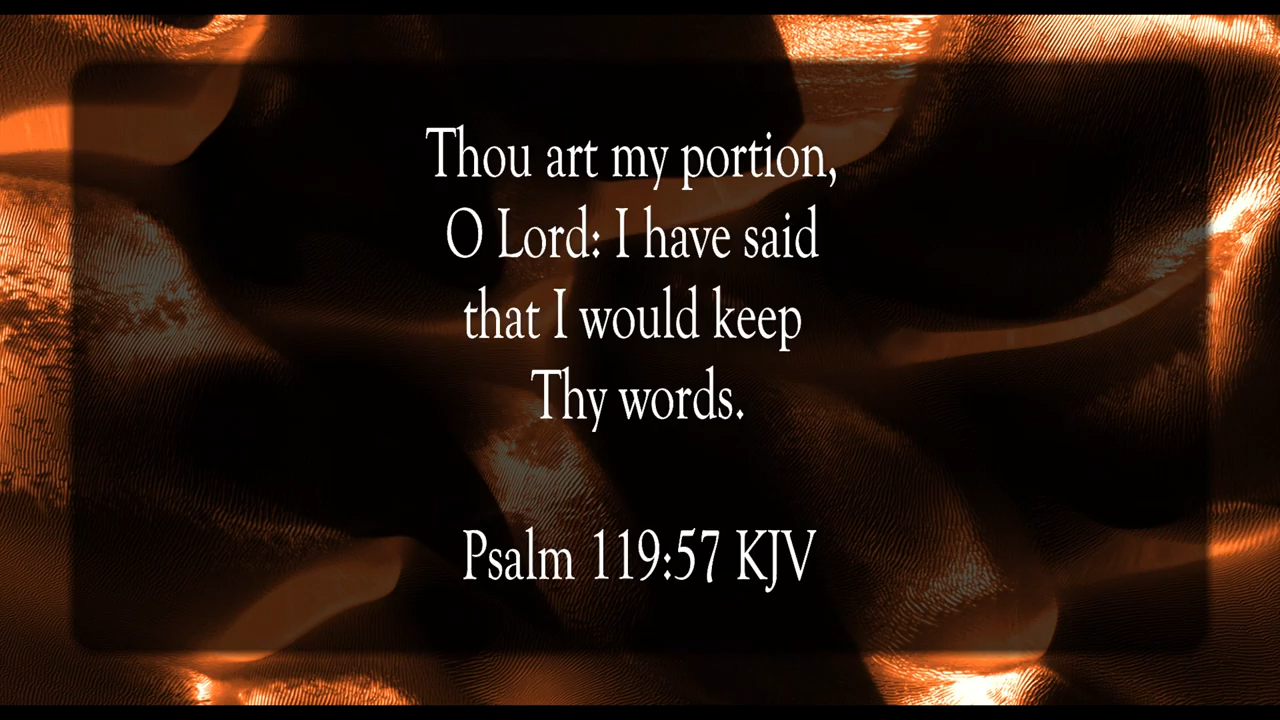 Thou art my portion,
O Lord: I have said
that I would keep
Thy words.
Psalm 119:57 KJV